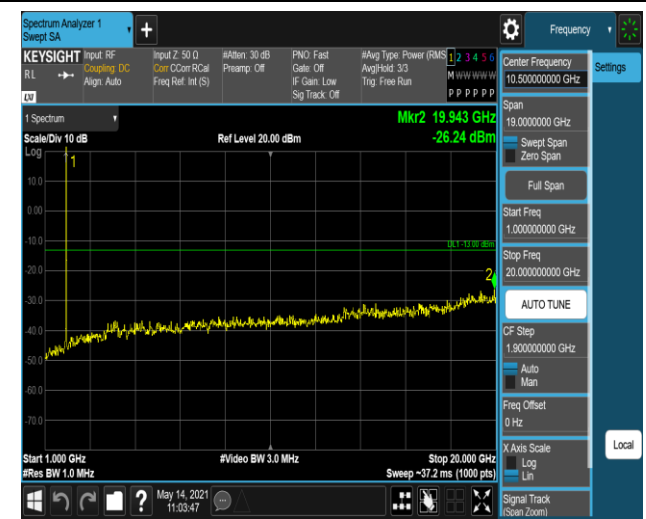 Spectrum Analyzer 1
Swept SA
+
Frequency
KEYSIGHT
RL
LXI
Input: RF
Coupling: DC
Align: Auto
Input Z: 50 Ω
Corr CCorr RCal
Freq Ref: Int (S)
#Atten: 30 dB
Preamp: Off
PNO: Fast
Gate: Off
IF Gain: Low
Sig Track: Off
#Avg Type: Power (RMS
Avg|Hold: 3/3
Trig: Free Run
1 2 3 4 5 6
M W W W W W
P P P P P P
1 Spectrum
Scale/Div 10 dB
Log
Ref Level 20.00 dBm
Mkr2 19.943 GHz
-26.24 dBm
1
10.0
0.00
-10.0
DL1 -13.00 dBm
-20.0
2
-30.0
-40.0
-50.0
-60.0
-70.0
Start 1.000 GHz
#Res BW 1.0 MHz
#Video BW 3.0 MHz
Stop 20.000 GHz
Sweep ~37.2 ms (1000 pts)
?
May 14, 2021
11:03:47
Center Frequency
10.500000000 GHz
Settings
Span
19.0000000 GHz
Swept Span
Zero Span
Full Span
Start Freq
1.000000000 GHz
Stop Freq
20.000000000 GHz
AUTO TUNE
CF Step
1.900000000 GHz
Auto
Man
Freq Offset
0 Hz
X Axis Scale
Log
Lin
Local
Signal Track
(Span Zoom)